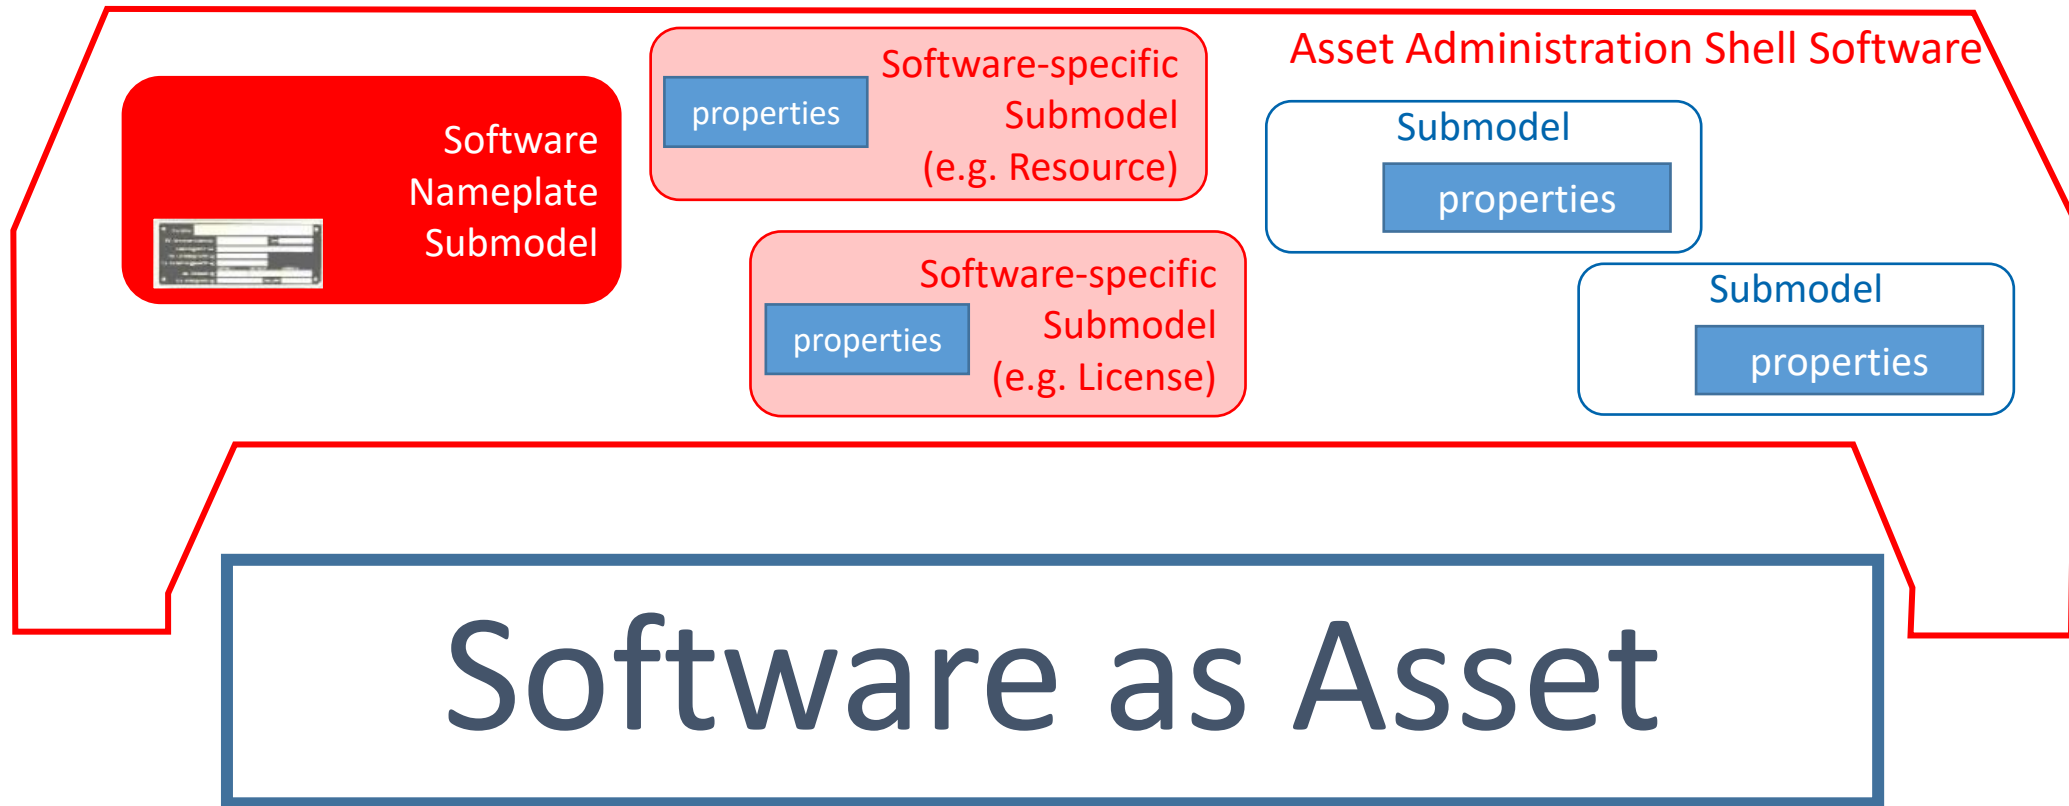 Asset Administration Shell Software
Software
Nameplate
Submodel
Software-specific
Submodel
(e.g. Resource)
properties
Software-specific
Submodel
(e.g. License)
properties
Submodel
properties
Submodel
properties
Software as Asset